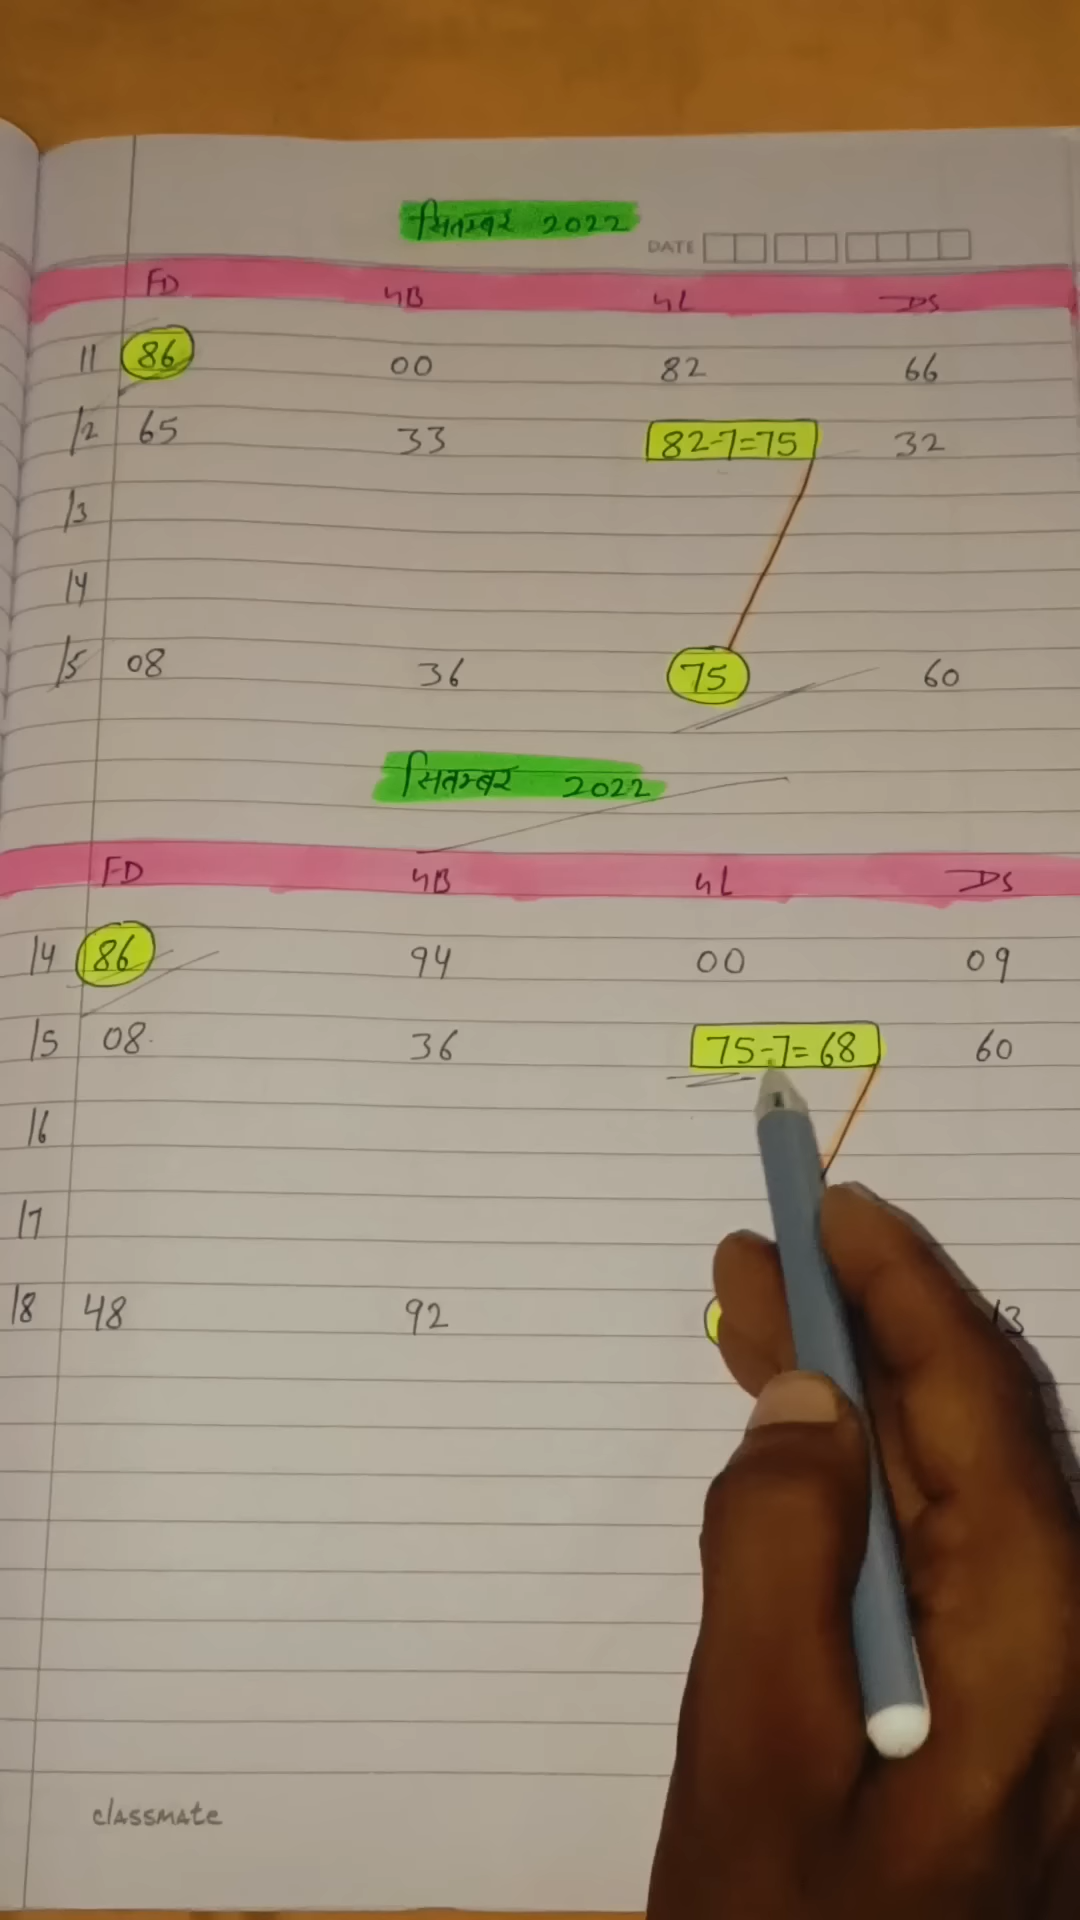 सितम्बर 2022
DATE
FD GB GL DS
11 86 00 82 66
12 65 33 82-7=75 32
13
14
15 08 36 75 60
सितम्बर 2022
FD GB GL DS
14 86 94 00 09
15 08 36 75-7=68 60
16
17
18 48 92 13
classmate